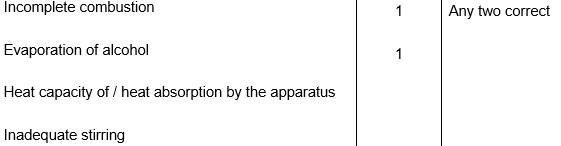 Incomplete combustion 1 Any two correct
Evaporation of alcohol 1
Heat capacity of / heat absorption by the apparatus
Inadequate stirring